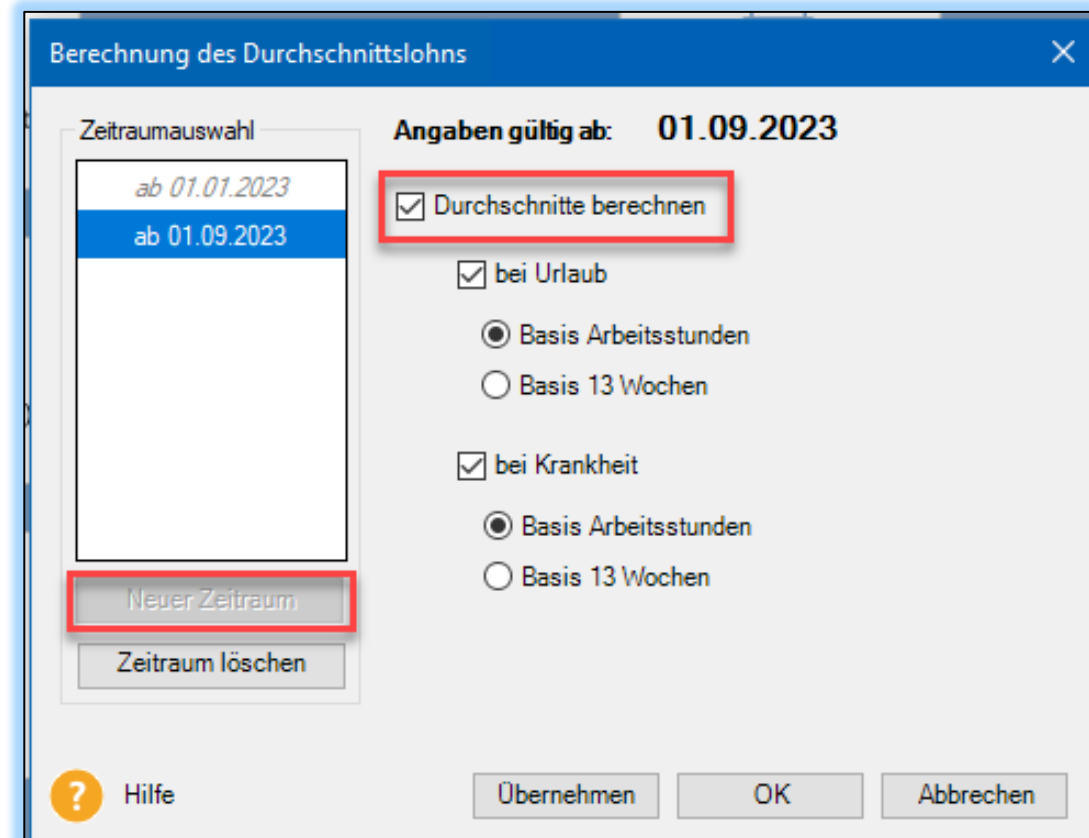 Berechnung des Durchschnittslohns
Zeitraumauswahl
ab 01.01.2023
ab 01.09.2023
Neuer Zeitraum
Zeitraum löschen
Angaben gültig ab: 01.09.2023
Durchschnitte berechnen
bei Urlaub
Basis Arbeitsstunden
Basis 13 Wochen
bei Krankheit
Basis Arbeitsstunden
Basis 13 Wochen
? Hilfe
Übernehmen
OK
Abbrechen